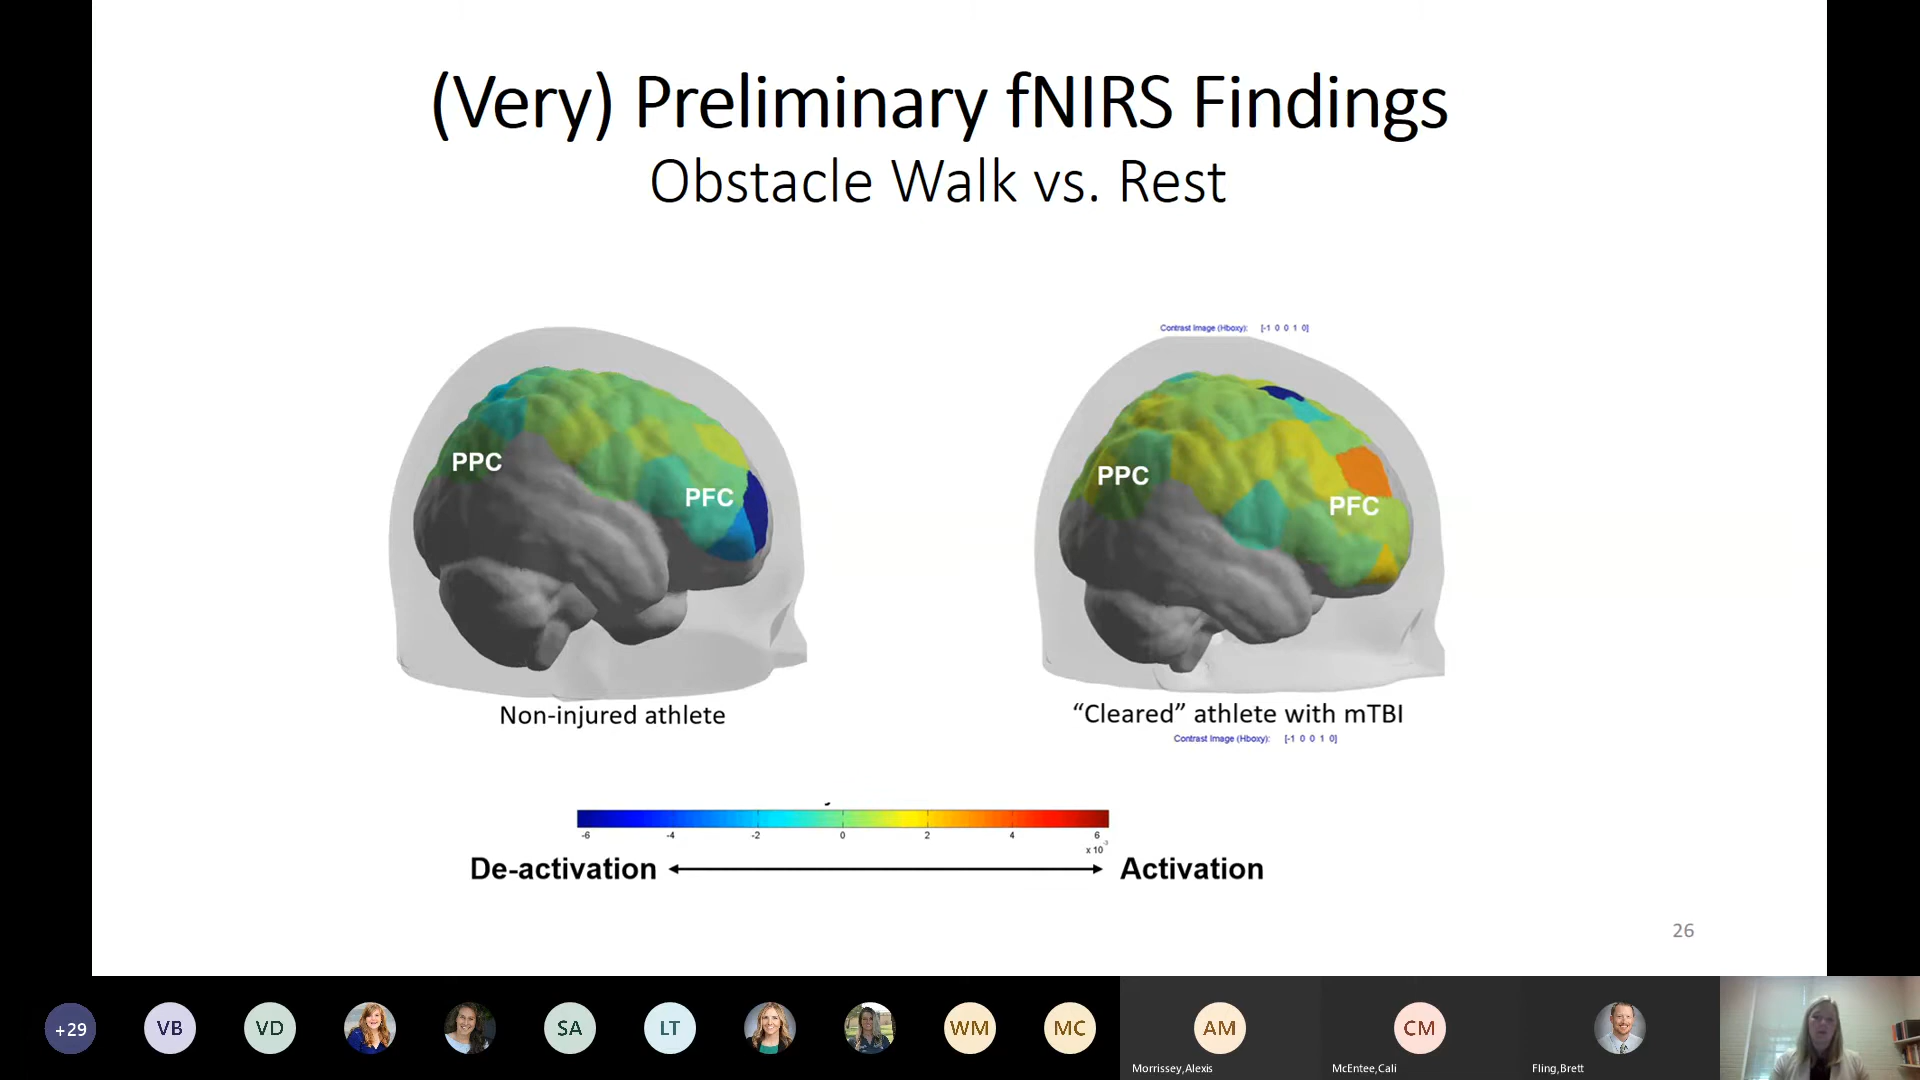 (Very) Preliminary fNIRS Findings
Obstacle Walk vs. Rest
Contrast Image (Hboxy): [-1 0 0 1 0]
PPC
PFC
PPC
PFC
Non-injured athlete
“Cleared” athlete with mTBI
Contrast Image (Hboxy): [-1 0 0 1 0]
-6 -4 -2 0 2 4 6
x 10
De-activation
Activation
26
+29
VB
VD
SA
LT
WM
MC
AM
CM
Morrissey,Alexis
McEntee,Cali
Fling,Brett